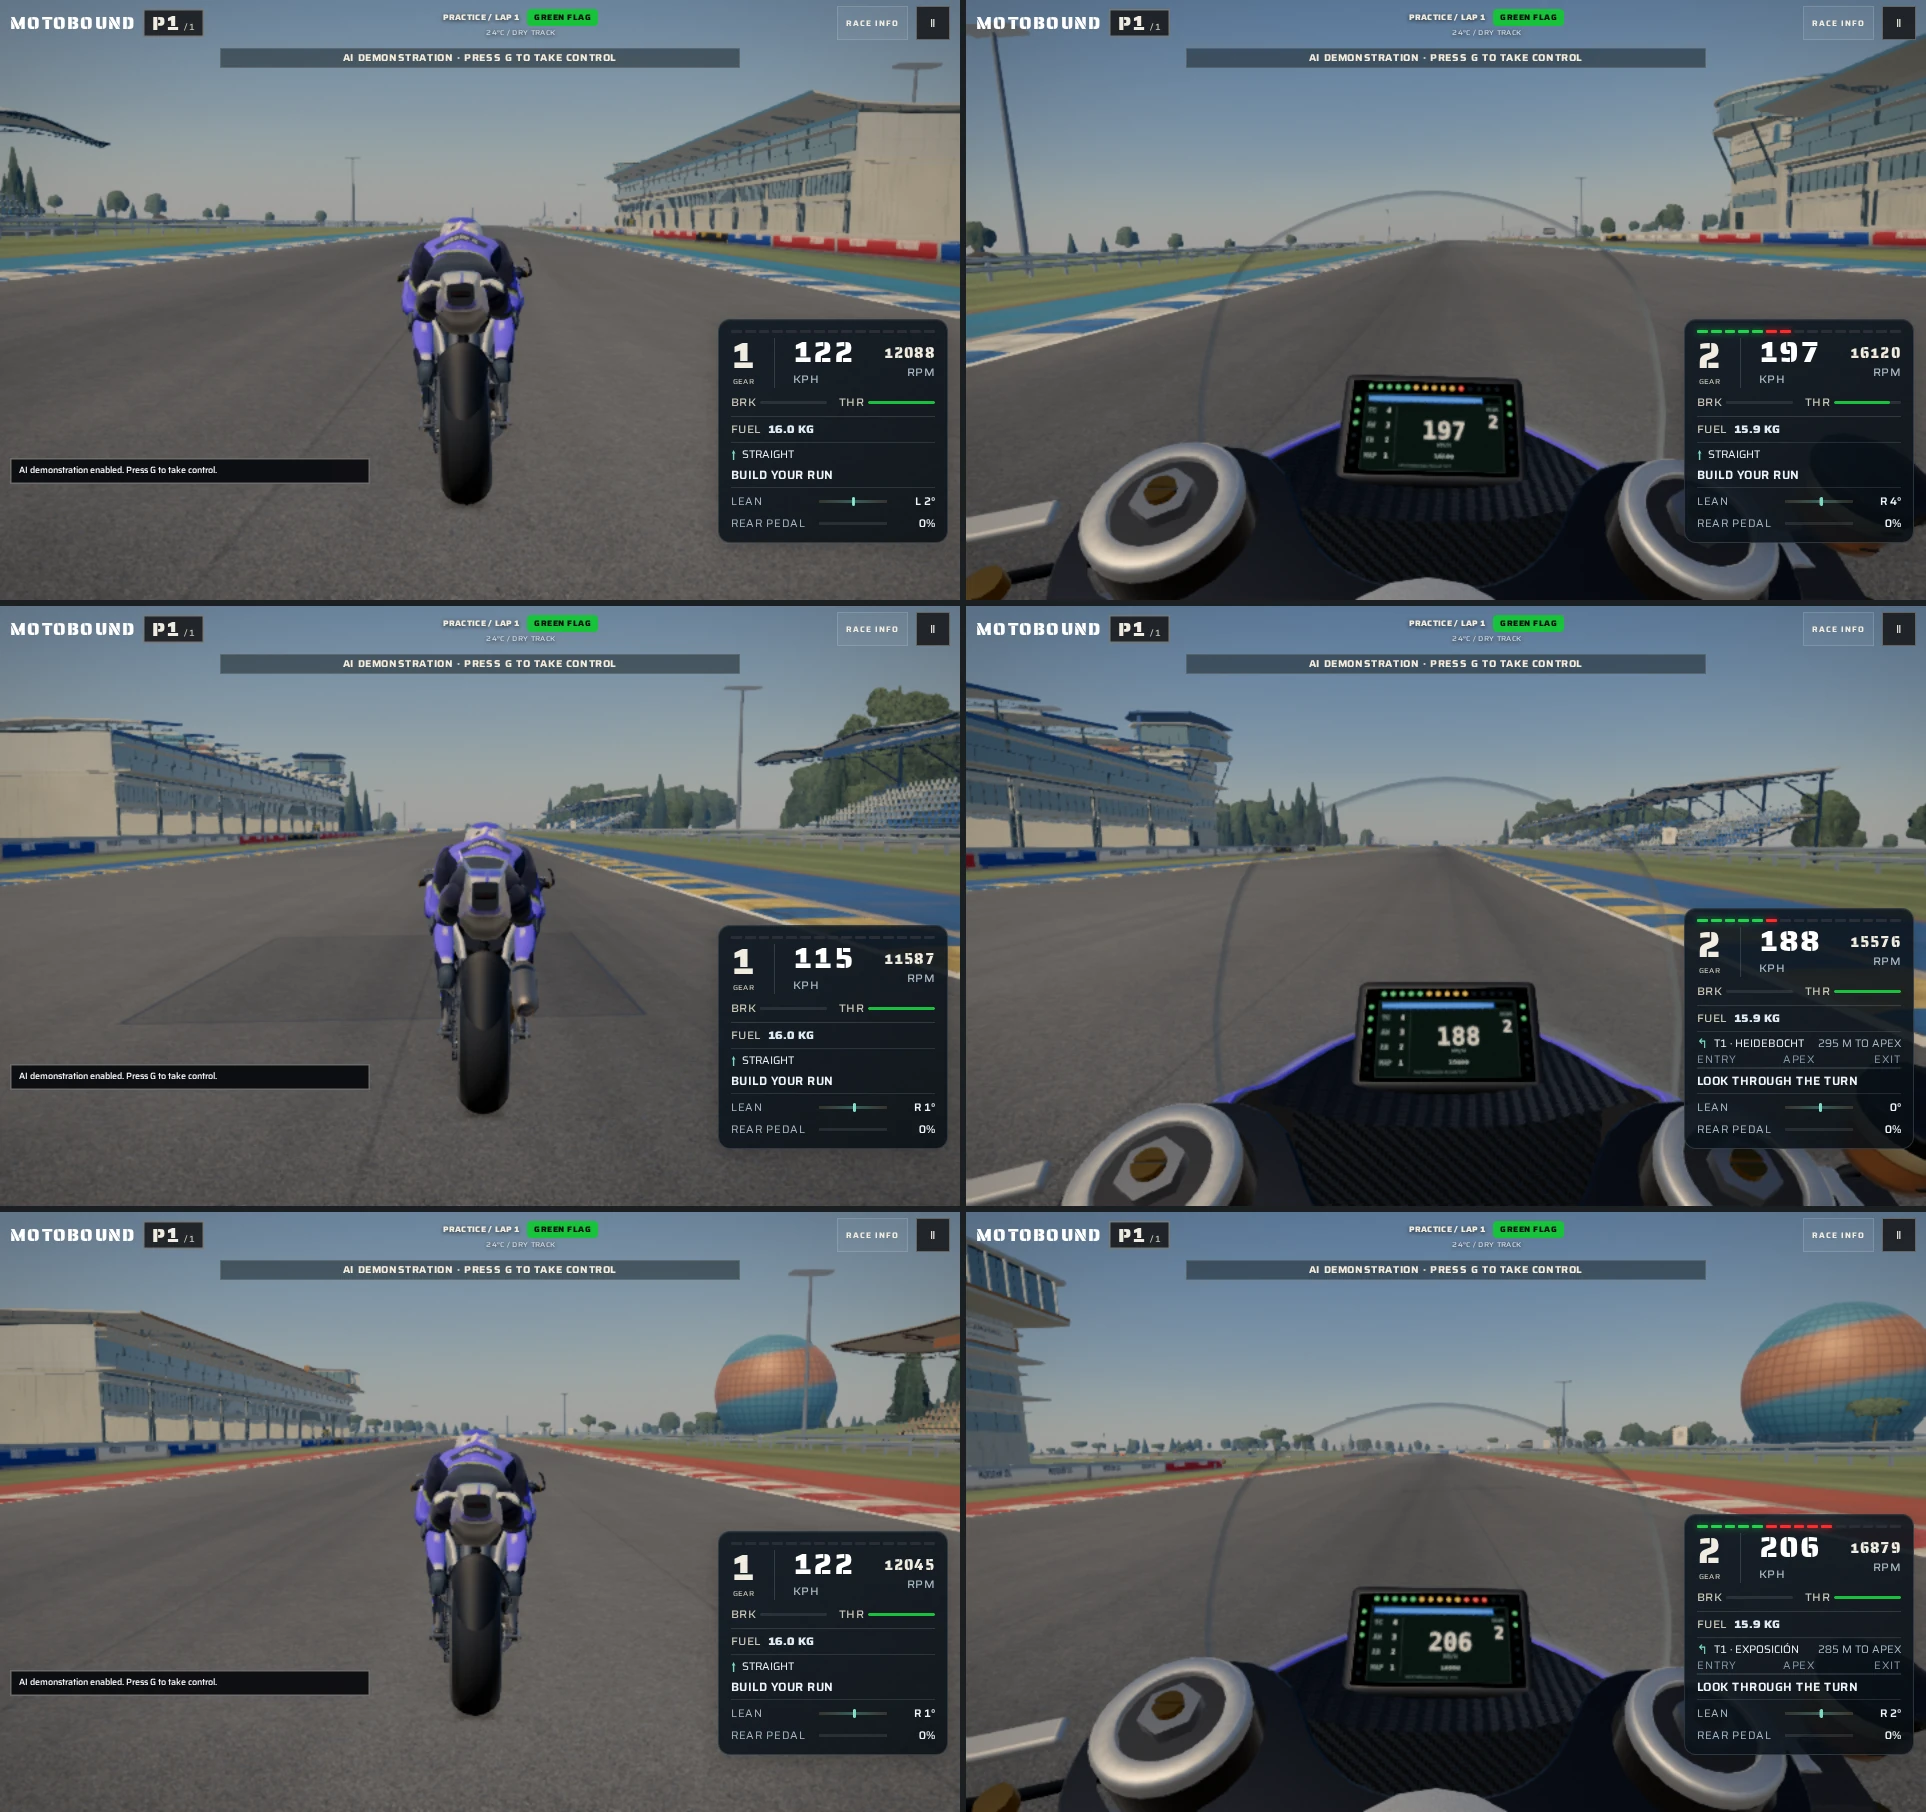 MOTOBOUND P1 /1
PRACTICE / LAP 1 GREEN FLAG
24°C / DRY TRACK
RACE INFO
II
AI DEMONSTRATION · PRESS G TO TAKE CONTROL
1 122 12088
GEAR KPH RPM
BRK THR
FUEL 16.0 KG
↑ STRAIGHT
BUILD YOUR RUN
LEAN L 2°
REAR PEDAL 0%
AI demonstration enabled. Press G to take control.
MOTOBOUND P1 /1
PRACTICE / LAP 1 GREEN FLAG
24°C / DRY TRACK
RACE INFO
II
AI DEMONSTRATION · PRESS G TO TAKE CONTROL
197 2
2 197 16120
GEAR KPH RPM
BRK THR
FUEL 15.9 KG
↑ STRAIGHT
BUILD YOUR RUN
LEAN R 4°
REAR PEDAL 0%
MOTOBOUND P1 /1
PRACTICE / LAP 1 GREEN FLAG
24°C / DRY TRACK
RACE INFO
II
AI DEMONSTRATION · PRESS G TO TAKE CONTROL
1 115 11587
GEAR KPH RPM
BRK THR
FUEL 16.0 KG
↑ STRAIGHT
BUILD YOUR RUN
LEAN R 1°
REAR PEDAL 0%
AI demonstration enabled. Press G to take control.
MOTOBOUND P1 /1
PRACTICE / LAP 1 GREEN FLAG
24°C / DRY TRACK
RACE INFO
II
AI DEMONSTRATION · PRESS G TO TAKE CONTROL
188 2
2 188 15576
GEAR KPH RPM
BRK THR
FUEL 15.9 KG
↰ T1 · HEIDEBOCHT 295 M TO APEX
ENTRY APEX EXIT
LOOK THROUGH THE TURN
LEAN 0°
REAR PEDAL 0%
MOTOBOUND P1 /1
PRACTICE / LAP 1 GREEN FLAG
24°C / DRY TRACK
RACE INFO
II
AI DEMONSTRATION · PRESS G TO TAKE CONTROL
1 122 12045
GEAR KPH RPM
BRK THR
FUEL 16.0 KG
↑ STRAIGHT
BUILD YOUR RUN
LEAN R 1°
REAR PEDAL 0%
AI demonstration enabled. Press G to take control.
MOTOBOUND P1 /1
PRACTICE / LAP 1 GREEN FLAG
24°C / DRY TRACK
RACE INFO
II
AI DEMONSTRATION · PRESS G TO TAKE CONTROL
206 2
2 206 16879
GEAR KPH RPM
BRK THR
FUEL 15.9 KG
↰ T1 · EXPOSICIÓN 285 M TO APEX
ENTRY APEX EXIT
LOOK THROUGH THE TURN
LEAN R 2°
REAR PEDAL 0%